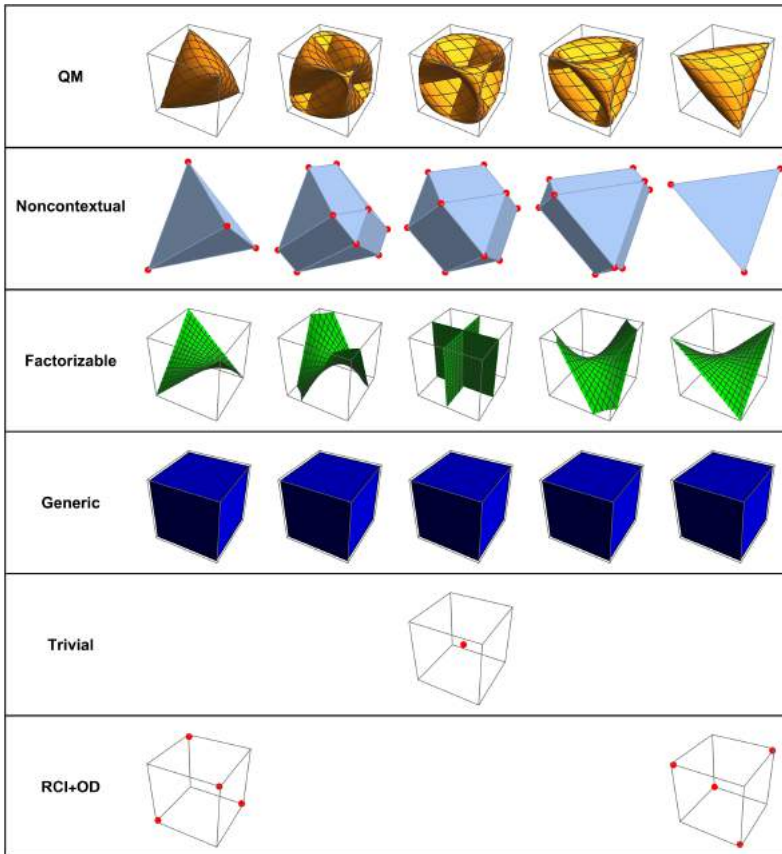 QM
Noncontextual
Factorizable
Generic
Trivial
RCI+OD